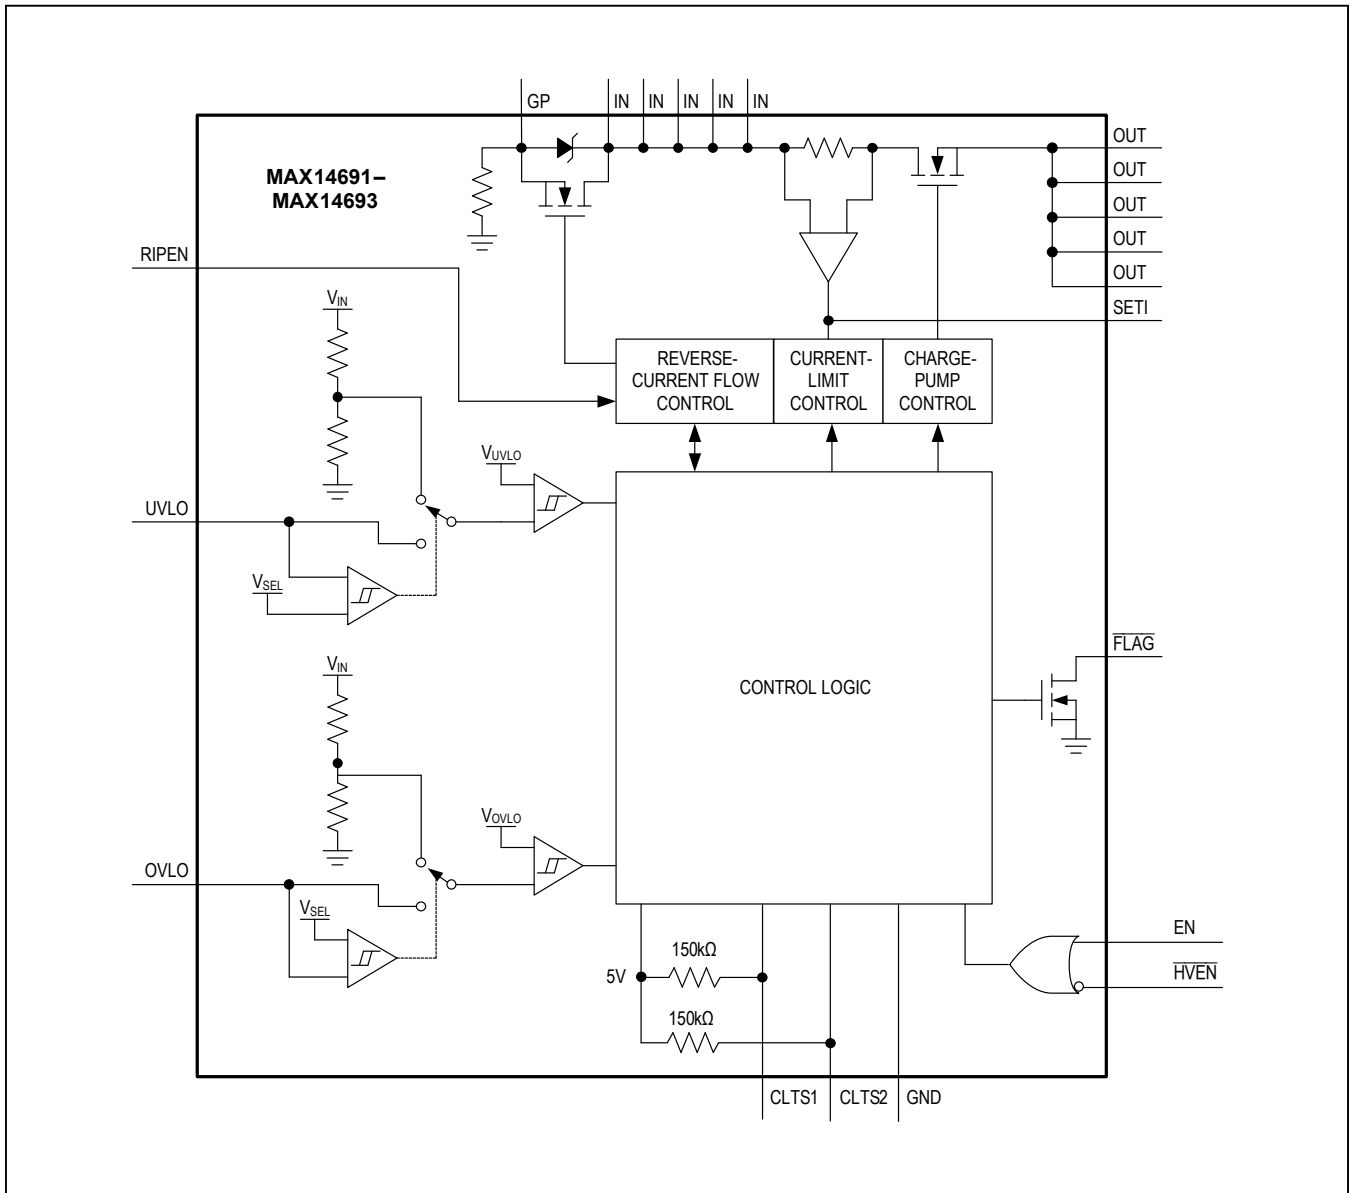 GP
IN
IN
IN
IN
IN
MAX14691–
MAX14693
OUT
OUT
OUT
OUT
OUT
SETI
RIPEN
VIN
REVERSE-
CURRENT FLOW
CONTROL
CURRENT-
LIMIT
CONTROL
CHARGE-
PUMP
CONTROL
VUVLO
UVLO
VSEL
FLAG
VIN
CONTROL LOGIC
VOVLO
OVLO
VSEL
EN
HVEN
150kΩ
5V
150kΩ
CLTS1
CLTS2
GND